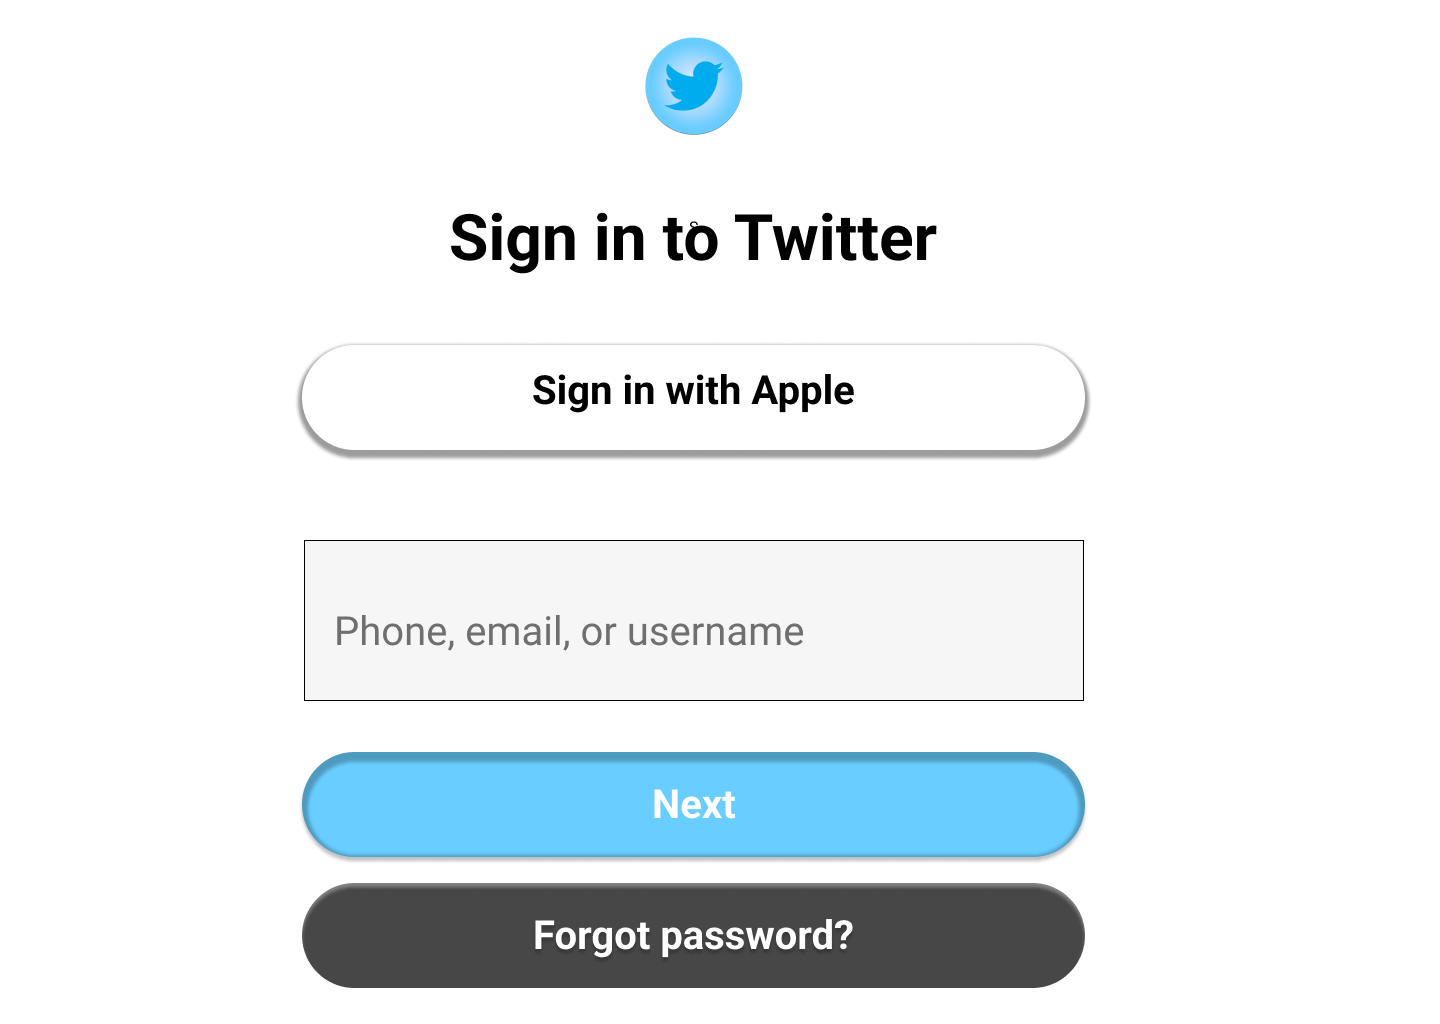 Sign in to Twitter
Sign in with Apple
Phone, email, or username
Next
Forgot password?